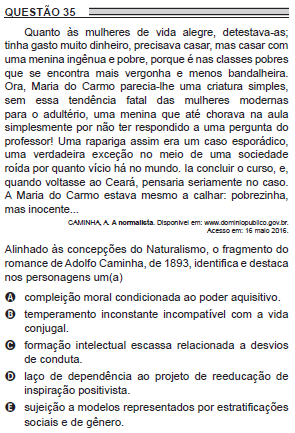 QUESTÃO 35
Quanto às mulheres de vida alegre, detestava-as;
tinha gasto muito dinheiro, precisava casar, mas casar com
uma menina ingênua e pobre, porque é nas classes pobres
que se encontra mais vergonha e menos bandalheira.
Ora, Maria do Carmo parecia-lhe uma criatura simples,
sem essa tendência fatal das mulheres modernas
para o adultério, uma menina que até chorava na aula
simplesmente por não ter respondido a uma pergunta do
professor! Uma rapariga assim era um caso esporádico,
uma verdadeira exceção no meio de uma sociedade
roída por quanto vício há no mundo. Ia concluir o curso, e,
quando voltasse ao Ceará, pensaria seriamente no caso.
A Maria do Carmo estava mesmo a calhar: pobrezinha,
mas inocente...
CAMINHA, A. A normalista. Disponível em: www.dominiopublico.gov.br.
Acesso em: 16 maio 2016.
Alinhado às concepções do Naturalismo, o fragmento do
romance de Adolfo Caminha, de 1893, identifica e destaca
nos personagens um(a)
A compleição moral condicionada ao poder aquisitivo.
B temperamento inconstante incompatível com a vida
conjugal.
C formação intelectual escassa relacionada a desvios
de conduta.
D laço de dependência ao projeto de reeducação de
inspiração positivista.
E sujeição a modelos representados por estratificações
sociais e de gênero.